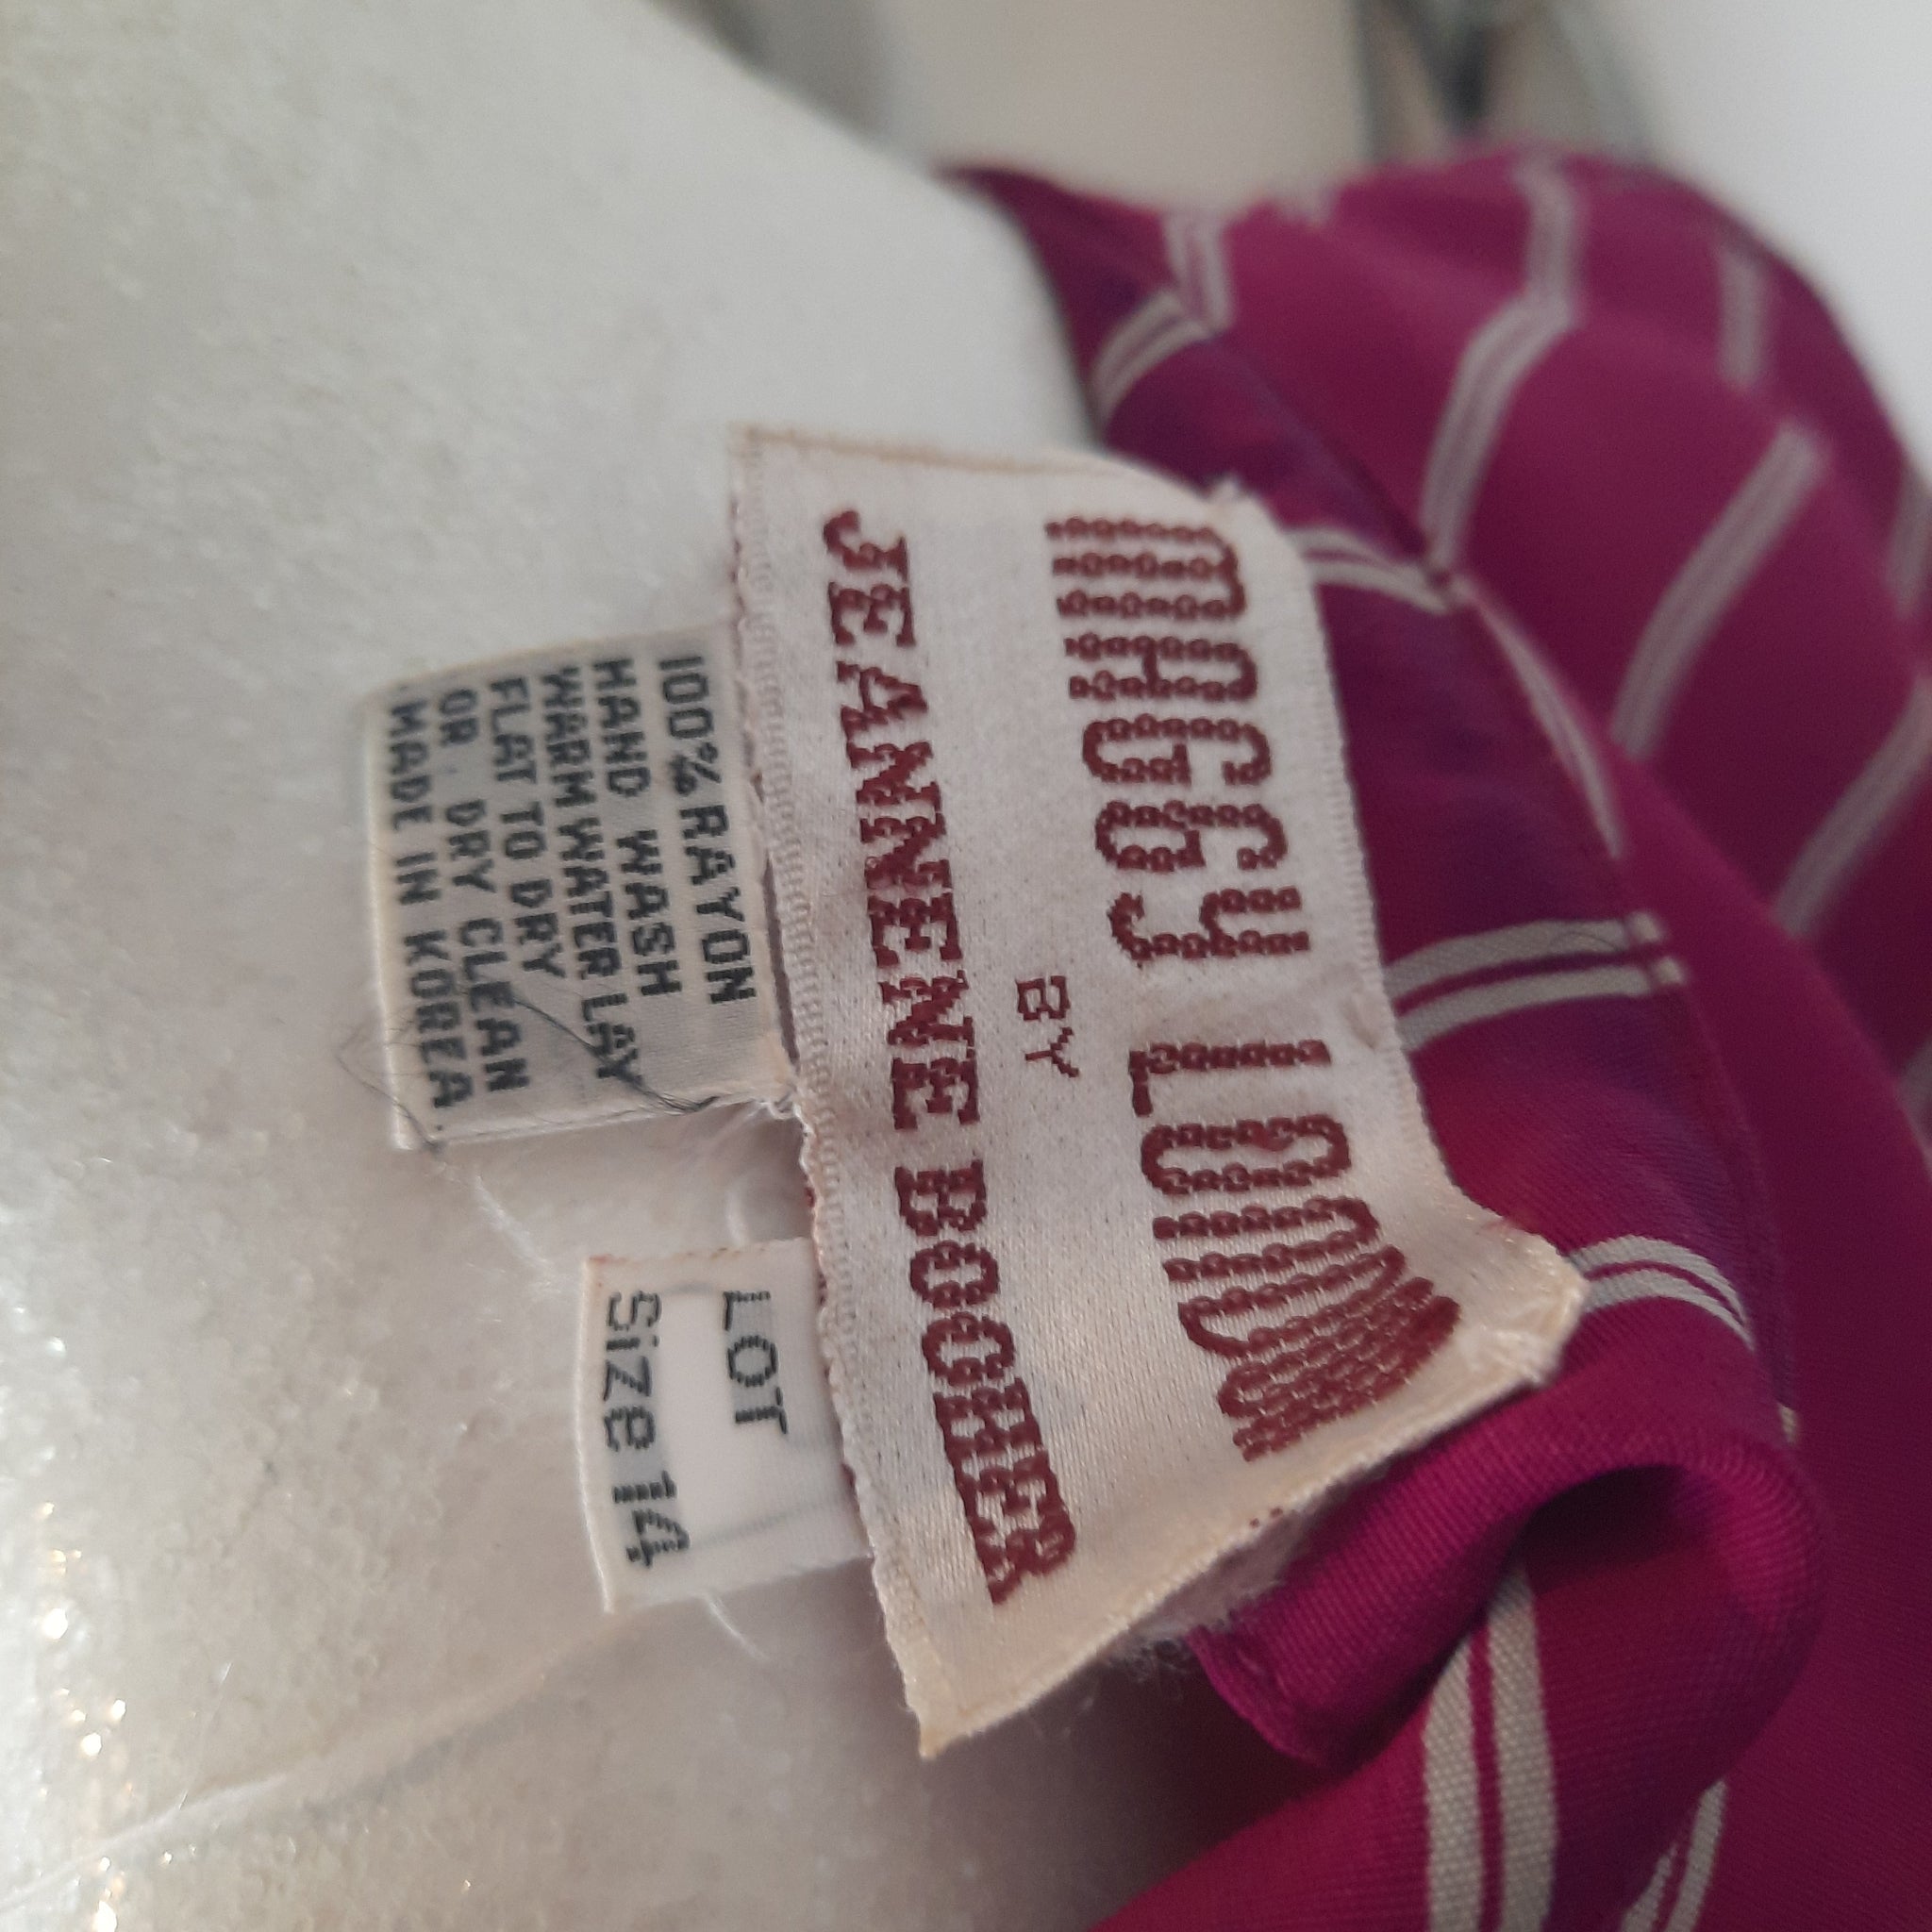 MAGGY LONDON
BY
JEANNENE BOOHER
100% RAYON
HAND WASH
WARM WATER LAY
FLAT TO DRY
OR DRY CLEAN
MADE IN KOREA
LOT
Size 14